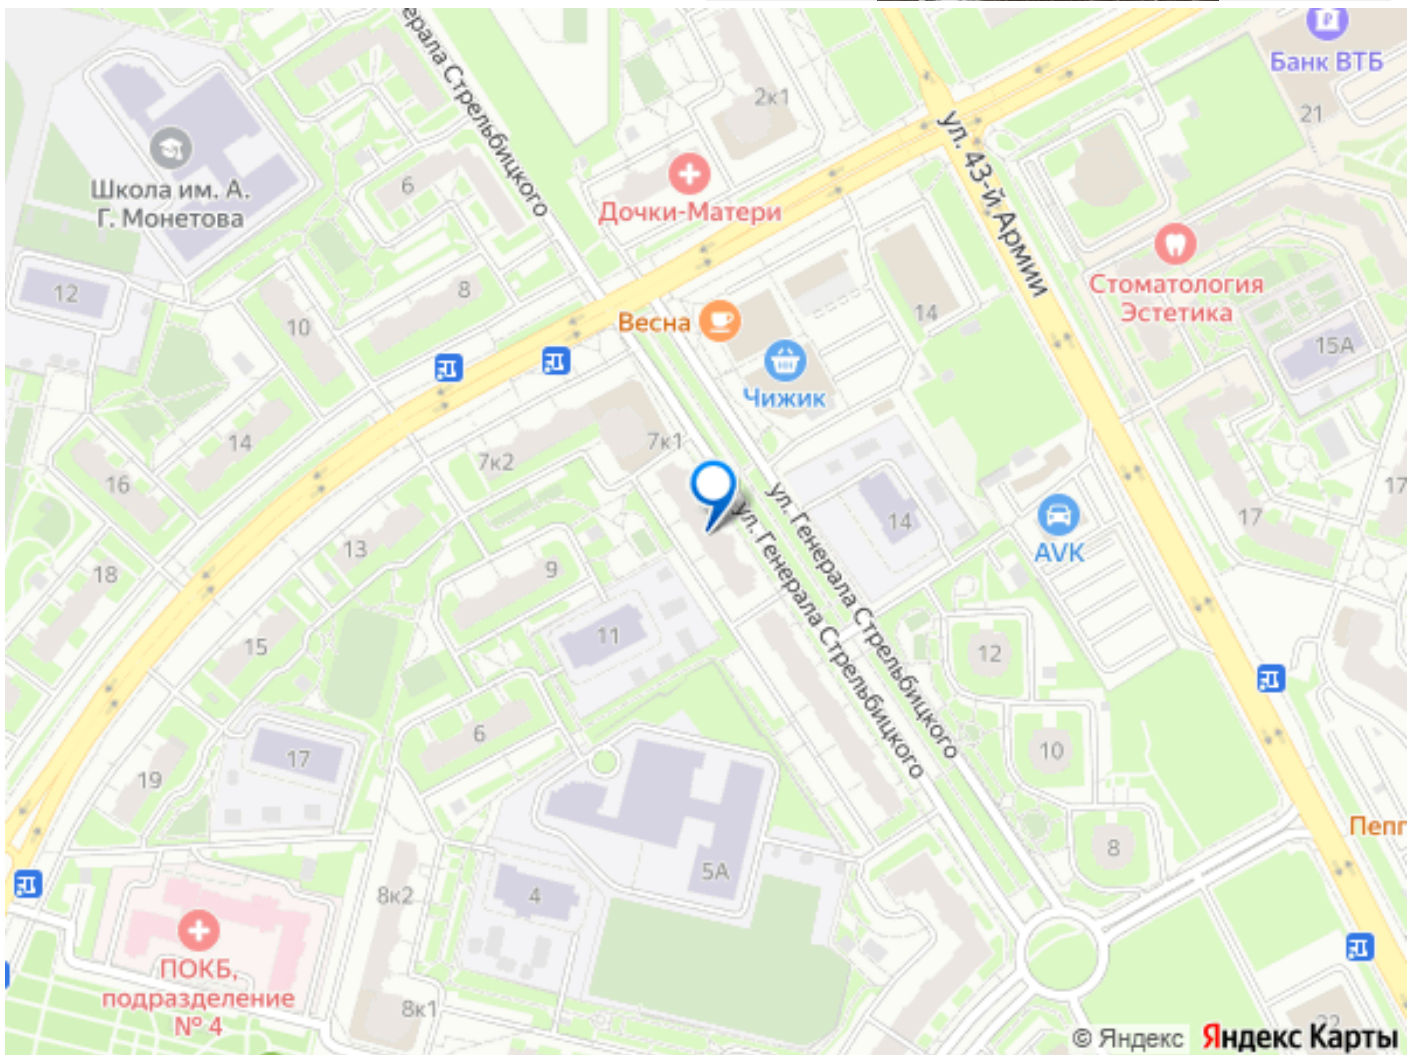 Банк ВТБ
21
2к1
ул. 43-й Армии
ерала Стрельбицкого
Школа им. А.
Г. Монетова
6
Дочки-Матери
Стоматология
Эстетика
12
8
10
Весна
14
15А
Чижик
7к1
14
7к2
16
17
17
ул. Генерала Стрельбицкого
ул. Генерала Стрельбицкого
14
AVK
13
18
9
11
15
12
6
10
17
19
Пепп
8
5А
4
8к2
ПОКБ,
подразделение
№ 4
8к1
22
© Яндекс Яндекс Карты